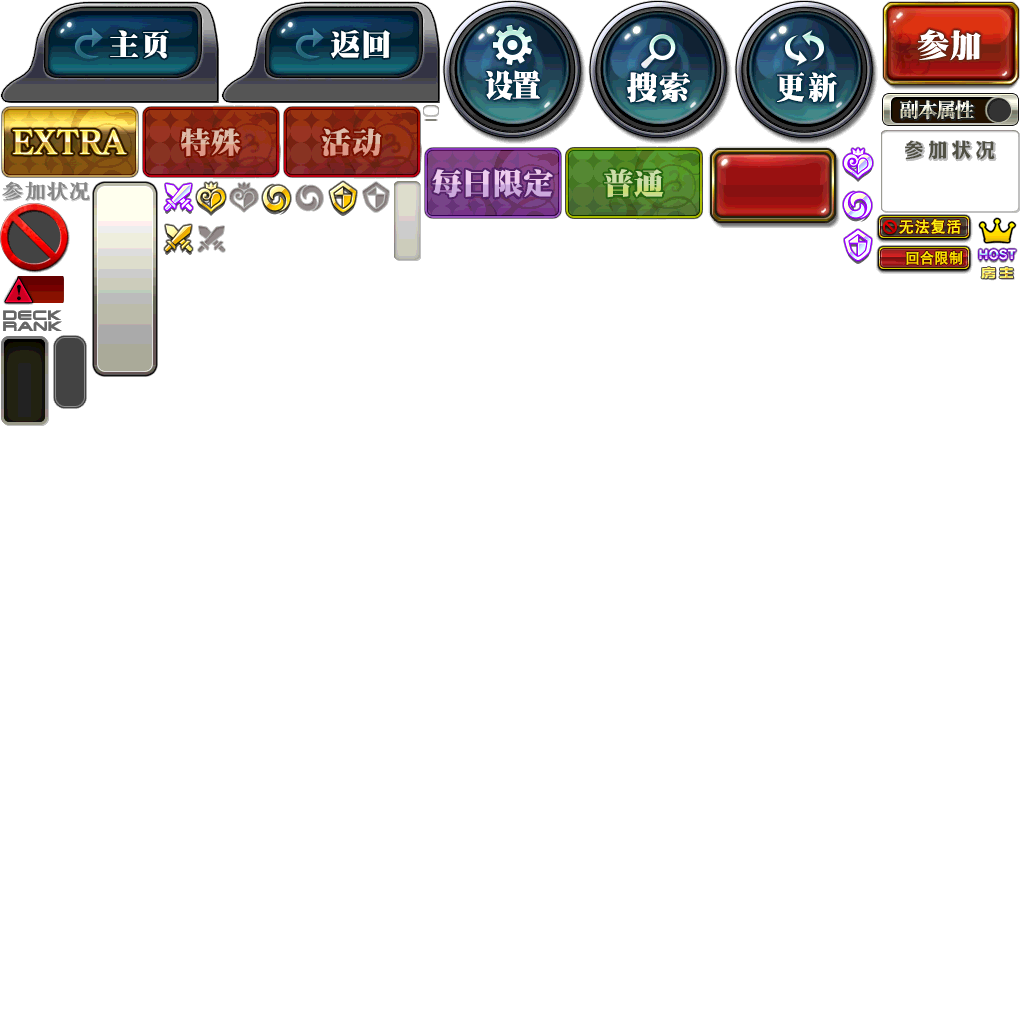 主页
返回
设置
搜索
更新
参加
副本属性
EXTRA
特殊
活动
每日限定
普通
参加状况
参加状况
无法复活
回合限制
HOST
房主
DECK
RANK